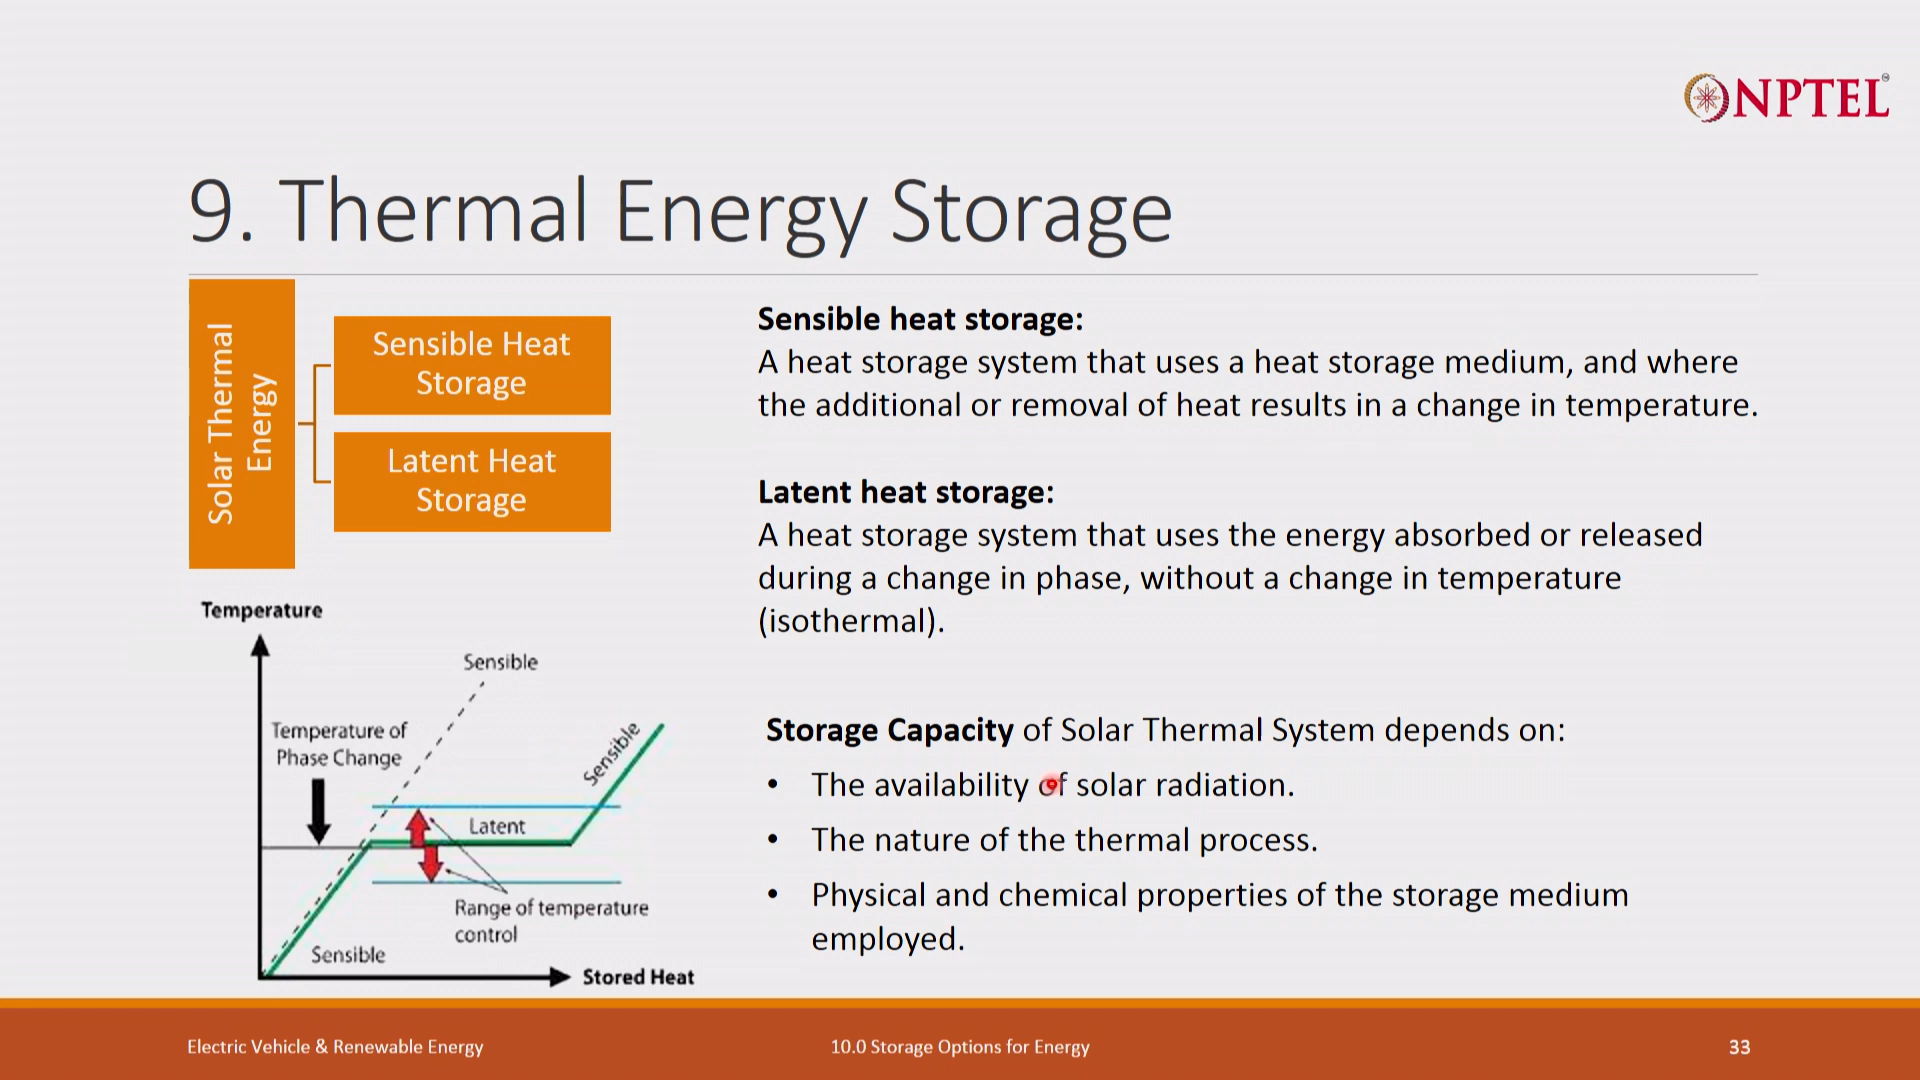 NPTEL
9. Thermal Energy Storage
Solar Thermal
Energy
Sensible Heat
Storage
Latent Heat
Storage
Sensible heat storage:
A heat storage system that uses a heat storage medium, and where
the additional or removal of heat results in a change in temperature.
Latent heat storage:
A heat storage system that uses the energy absorbed or released
during a change in phase, without a change in temperature
(isothermal).
Temperature
Sensible
Temperature of
Phase Change
Sensible
Latent
Range of temperature
control
Sensible
Stored Heat
Storage Capacity of Solar Thermal System depends on:
• The availability of solar radiation.
• The nature of the thermal process.
• Physical and chemical properties of the storage medium
employed.
Electric Vehicle & Renewable Energy
10.0 Storage Options for Energy
33